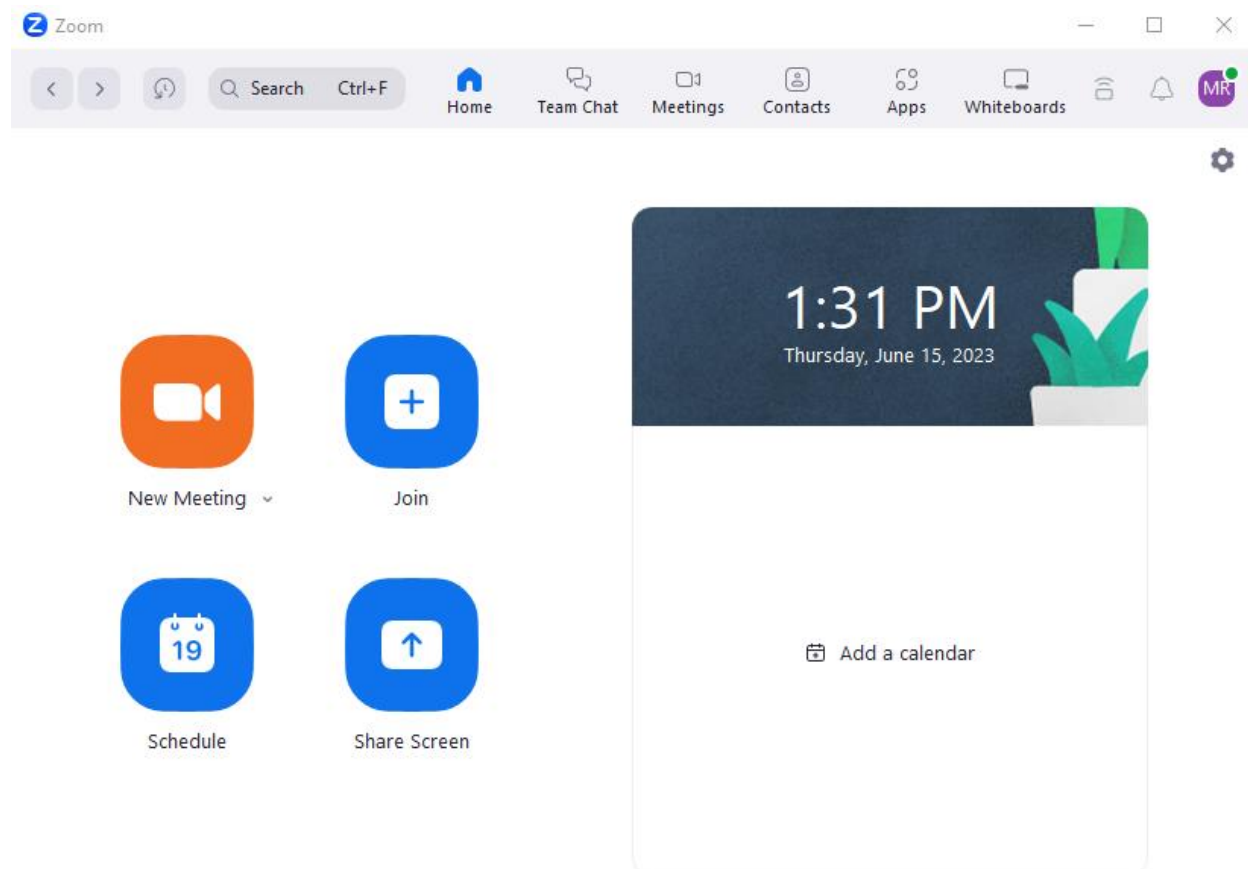 Zoom
Search Ctrl+F
Home Team Chat Meetings Contacts Apps Whiteboards
MR
1:31 PM
Thursday, June 15, 2023
New Meeting
Join
19
Schedule
Share Screen
Add a calendar